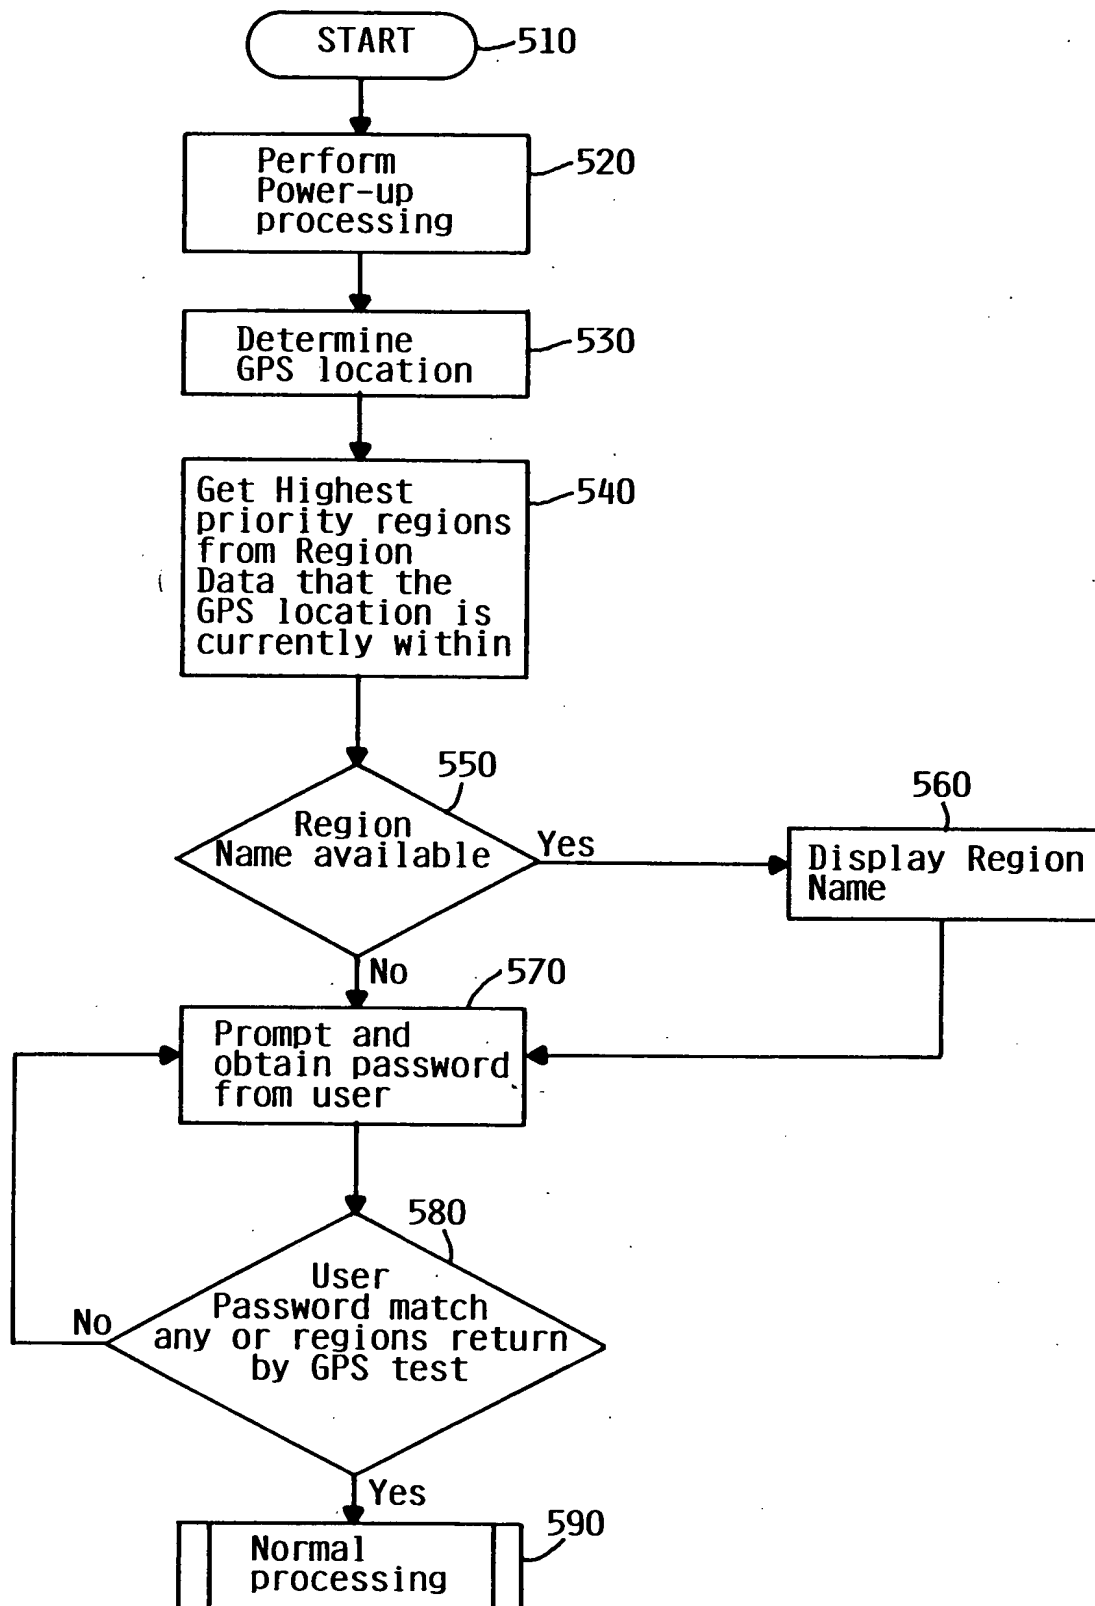 START
510
Perform
Power-up
processing
520
Determine
GPS location
530
Get Highest
priority regions
from Region
Data that the
GPS location is
currently within
540
550
Region
Name available
Yes
560
Display Region
Name
No
570
Prompt and
obtain password
from user
580
User
Password match
any or regions return
by GPS test
No
Yes
590
Normal
processing